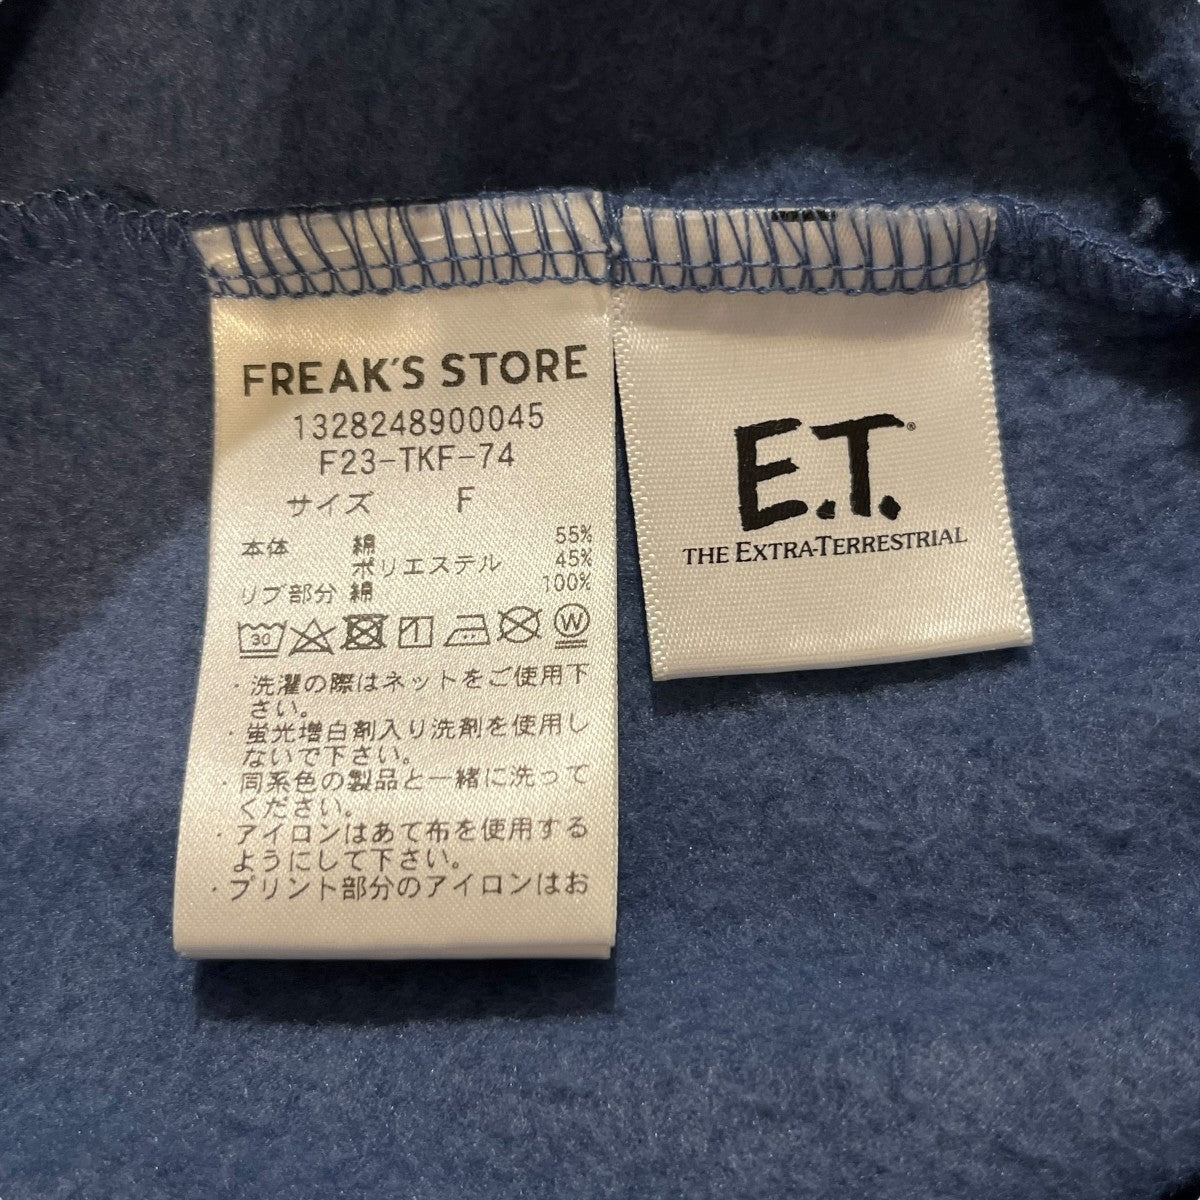 FREAK'S STORE
1328248900045
F23-TKF-74
サイズ F
本体 綿 55%
ポリエステル 45%
リブ部分 綿 100%
30 W
・洗濯の際はネットをご使用下
さい。
・蛍光増白剤入り洗剤を使用し
ないで下さい。
・同系色の製品と一緒に洗って
ください。
・アイロンはあて布を使用する
ようにして下さい。
・プリント部分のアイロンはお
E.T.®
THE EXTRA-TERRESTRIAL